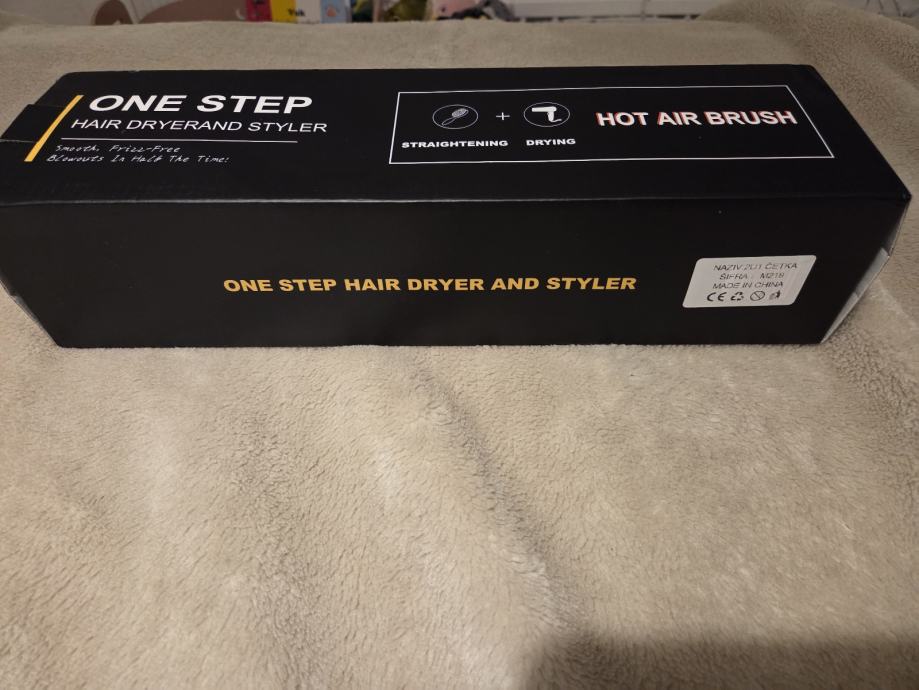 ONE STEP
HAIR DRYERAND STYLER
Smooth, Frizz-Free
Blowouts In Half The Time!
STRAIGHTENING
+
DRYING
HOT AIR BRUSH
ONE STEP HAIR DRYER AND STYLER
NAZIV:2U1 ČETKA
ŠIFRA: M218
MADE IN CHINA
CE